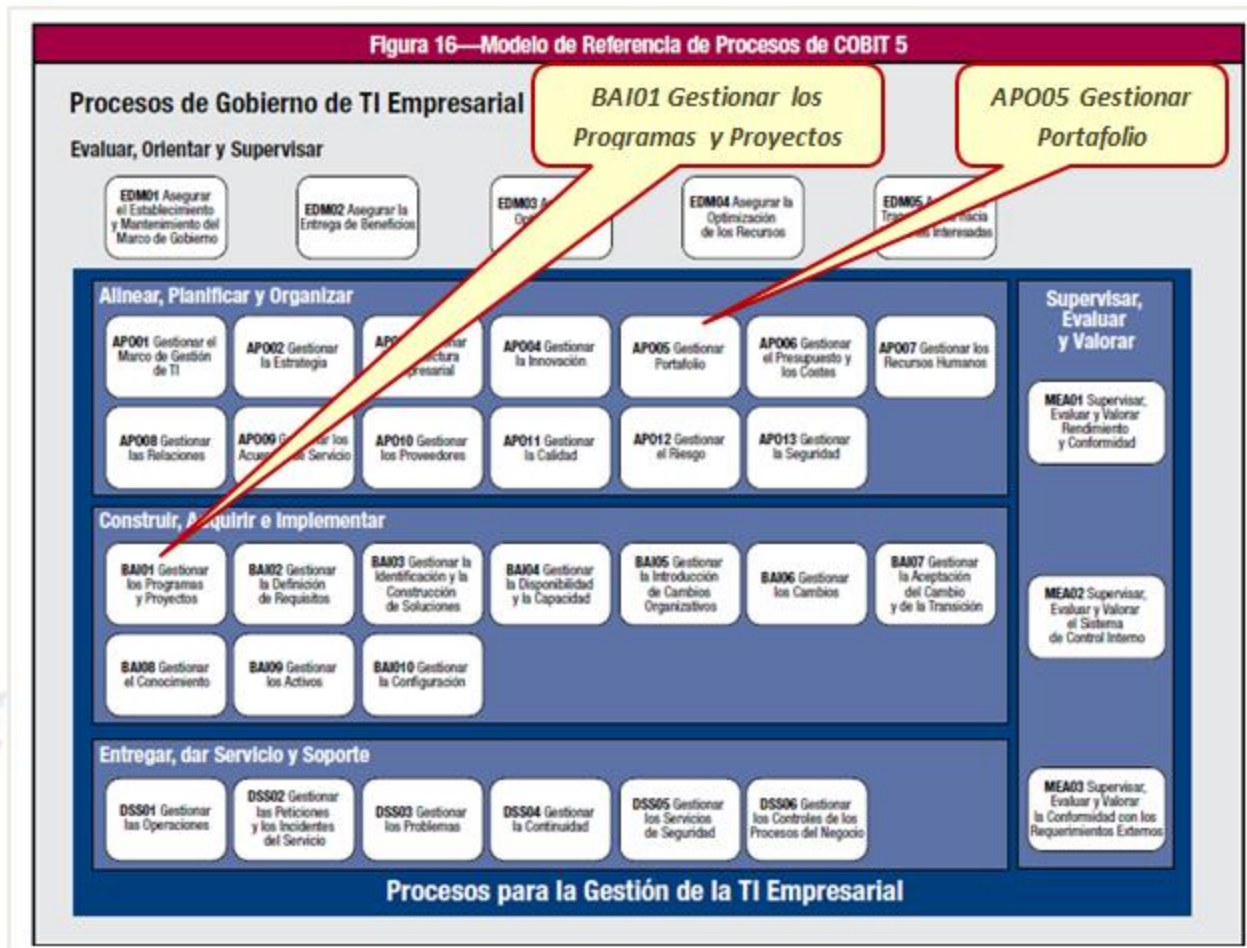 Figura 16—Modelo de Referencia de Procesos de COBIT 5
Procesos de Gobierno de TI Empresarial
BAI01 Gestionar los
Programas y Proyectos
APO05 Gestionar
Portafolio
Evaluar, Orientar y Supervisar
EDM01 Asegurar
el Establecimiento
y Mantenimiento del
Marco de Gobierno
EDM02 Asegurar la
Entrega de Beneficios
EDM03
EDM04 Asegurar la
Optimización
de los Recursos
EDM05
hacia
Interesadas
Alinear, Planificar y Organizar
APO01 Gestionar el
Marco de Gestión
de TI
APO02 Gestionar
la Estrategia
APO04 Gestionar
la Innovación
APO05 Gestionar
Portafolio
APO06 Gestionar
el Presupuesto y
los Costes
APO07 Gestionar los
Recursos Humanos
APO08 Gestionar
las Relaciones
APO09 los
de Servicio
APO10 Gestionar
los Proveedores
APO11 Gestionar
la Calidad
APO12 Gestionar
el Riesgo
APO13 Gestionar
la Seguridad
Construir, Adquirir e Implementar
BAI01 Gestionar
los Programas
y Proyectos
BAI02 Gestionar
la Definición
de Requisitos
BAI03 Gestionar la
Identificación y la
Construcción
de Soluciones
BAI04 Gestionar
la Disponibilidad
y la Capacidad
BAI05 Gestionar
la Introducción
de Cambios
Organizativos
BAI06 Gestionar
los Cambios
BAI07 Gestionar
la Aceptación
del Cambio
y de la Transición
BAI08 Gestionar
el Conocimiento
BAI09 Gestionar
los Activos
BAI010 Gestionar
la Configuración
Entregar, dar Servicio y Soporte
DSS01 Gestionar
las Operaciones
DSS02 Gestionar
las Peticiones
y los Incidentes
del Servicio
DSS03 Gestionar
los Problemas
DSS04 Gestionar
la Continuidad
DSS05 Gestionar
los Servicios
de Seguridad
DSS06 Gestionar
los Controles de los
Procesos del Negocio
Supervisar,
Evaluar
y Valorar
MEA01 Supervisar,
Evaluar y Valorar
Rendimiento
y Conformidad
MEA02 Supervisar,
Evaluar y Valorar
el Sistema
de Control Interno
MEA03 Supervisar,
Evaluar y Valorar
la Conformidad con los
Requerimientos Externos
Procesos para la Gestión de la TI Empresarial